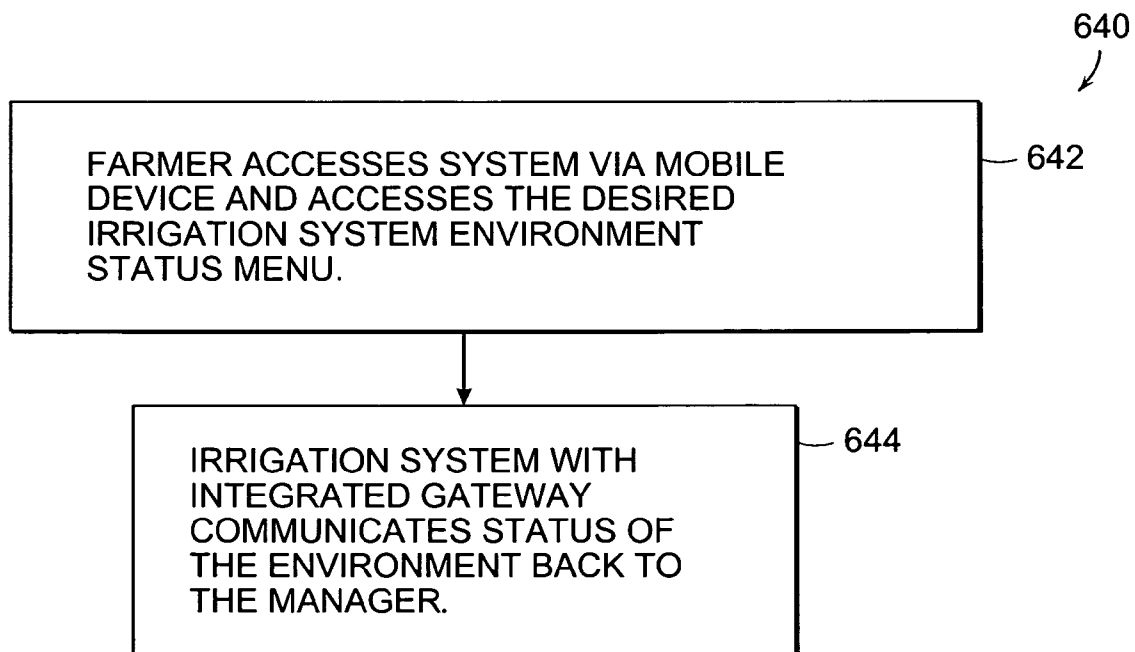 640
FARMER ACCESSES SYSTEM VIA MOBILE
DEVICE AND ACCESSES THE DESIRED
IRRIGATION SYSTEM ENVIRONMENT
STATUS MENU.
642
IRRIGATION SYSTEM WITH
INTEGRATED GATEWAY
COMMUNICATES STATUS OF
THE ENVIRONMENT BACK TO
THE MANAGER.
644